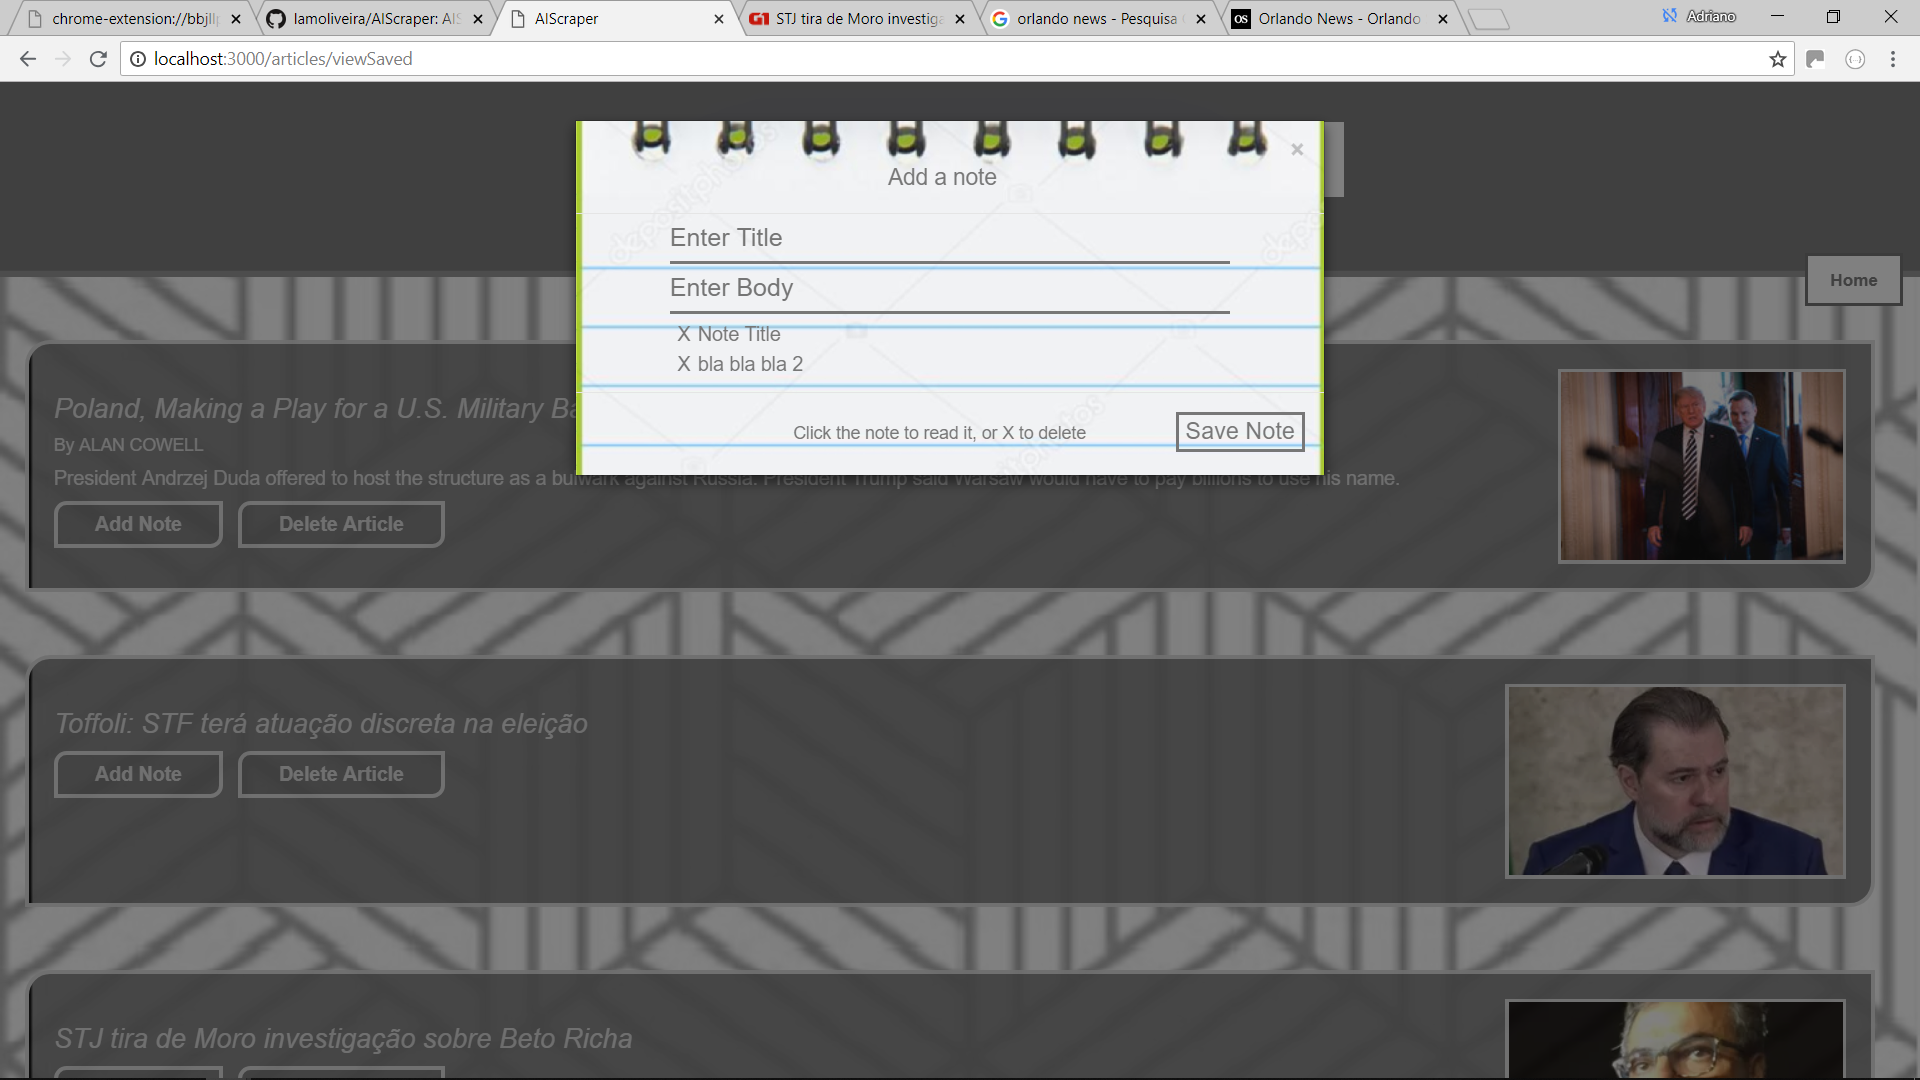 chrome-extension://bbjll
lamoliveira/AIScraper: AIS
AIScraper
G1 STJ tira de Moro investiga
orlando news - Pesquisa
OS Orlando News - Orlando
Adriano
localhost:3000/articles/viewSaved
Add a note
depositphotos
Enter Title
Enter Body
X Note Title
X bla bla bla 2
Click the note to read it, or X to delete
Save Note
Home
Poland, Making a Play for a U.S. Military Ba
By ALAN COWELL
President Andrzej Duda offered to host the structure as a bulwark against Russia. President Trump said Warsaw would have to pay billions to use his name.
Add Note Delete Article
Toffoli: STF terá atuação discreta na eleição
Add Note Delete Article
STJ tira de Moro investigação sobre Beto Richa